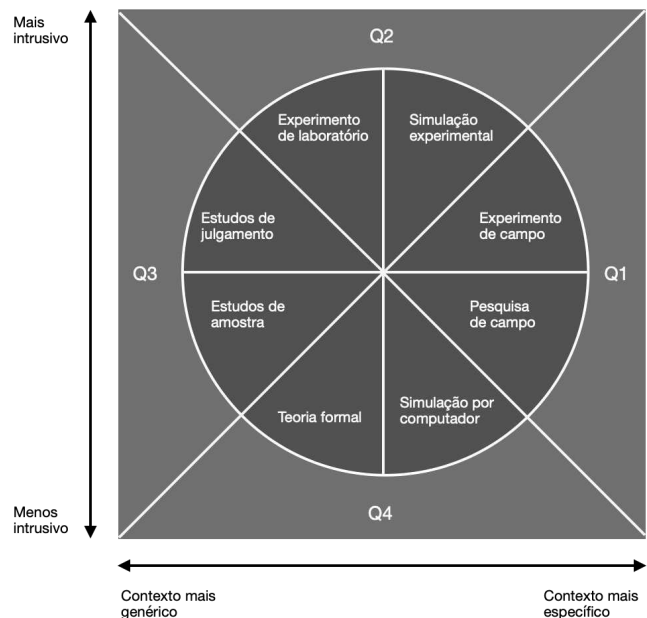 Mais
intrusivo
Q2
Experimento
de laboratório
Simulação
experimental
Estudos de
julgamento
Experimento
de campo
Q3
Q1
Estudos de
amostra
Pesquisa
de campo
Teoria formal
Simulação por
computador
Menos
intrusivo
Q4
Contexto mais
genérico
Contexto mais
específico